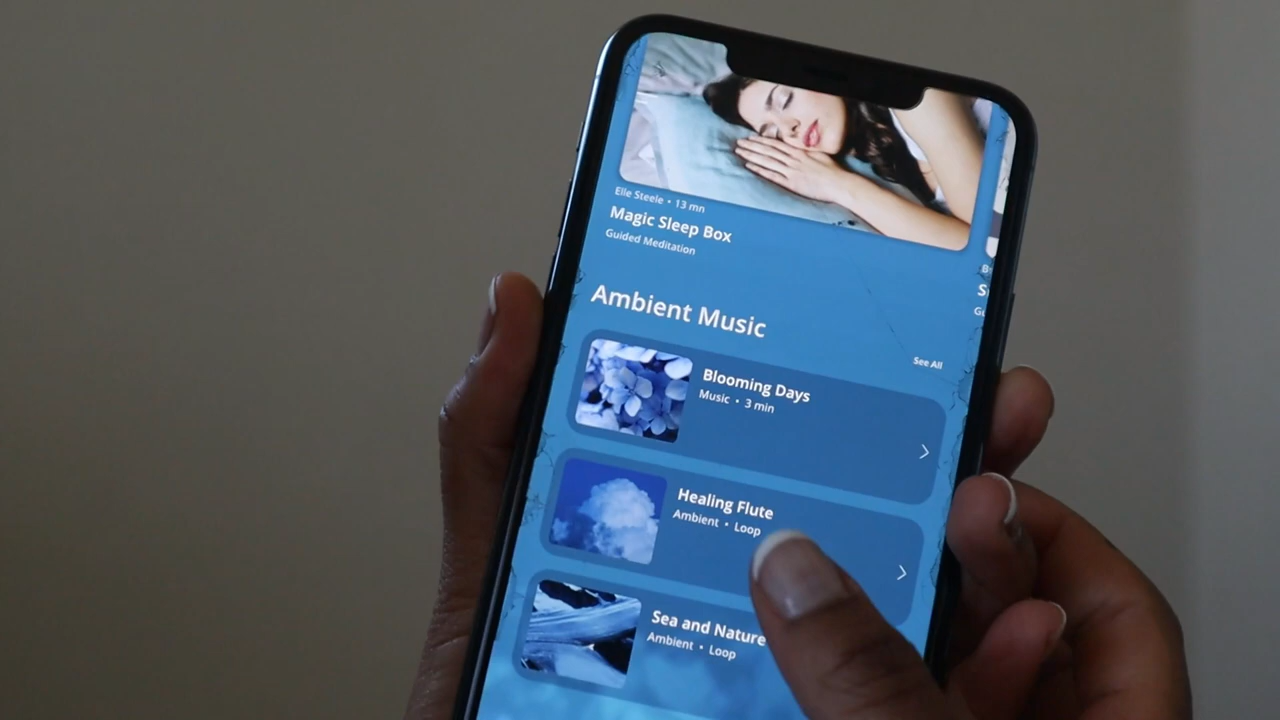 Elle Steele • 13 mn
Magic Sleep Box
Guided Meditation
Ambient Music
See All
Blooming Days
Music • 3 min
Healing Flute
Ambient • Loop
Sea and Nature
Ambient • Loop